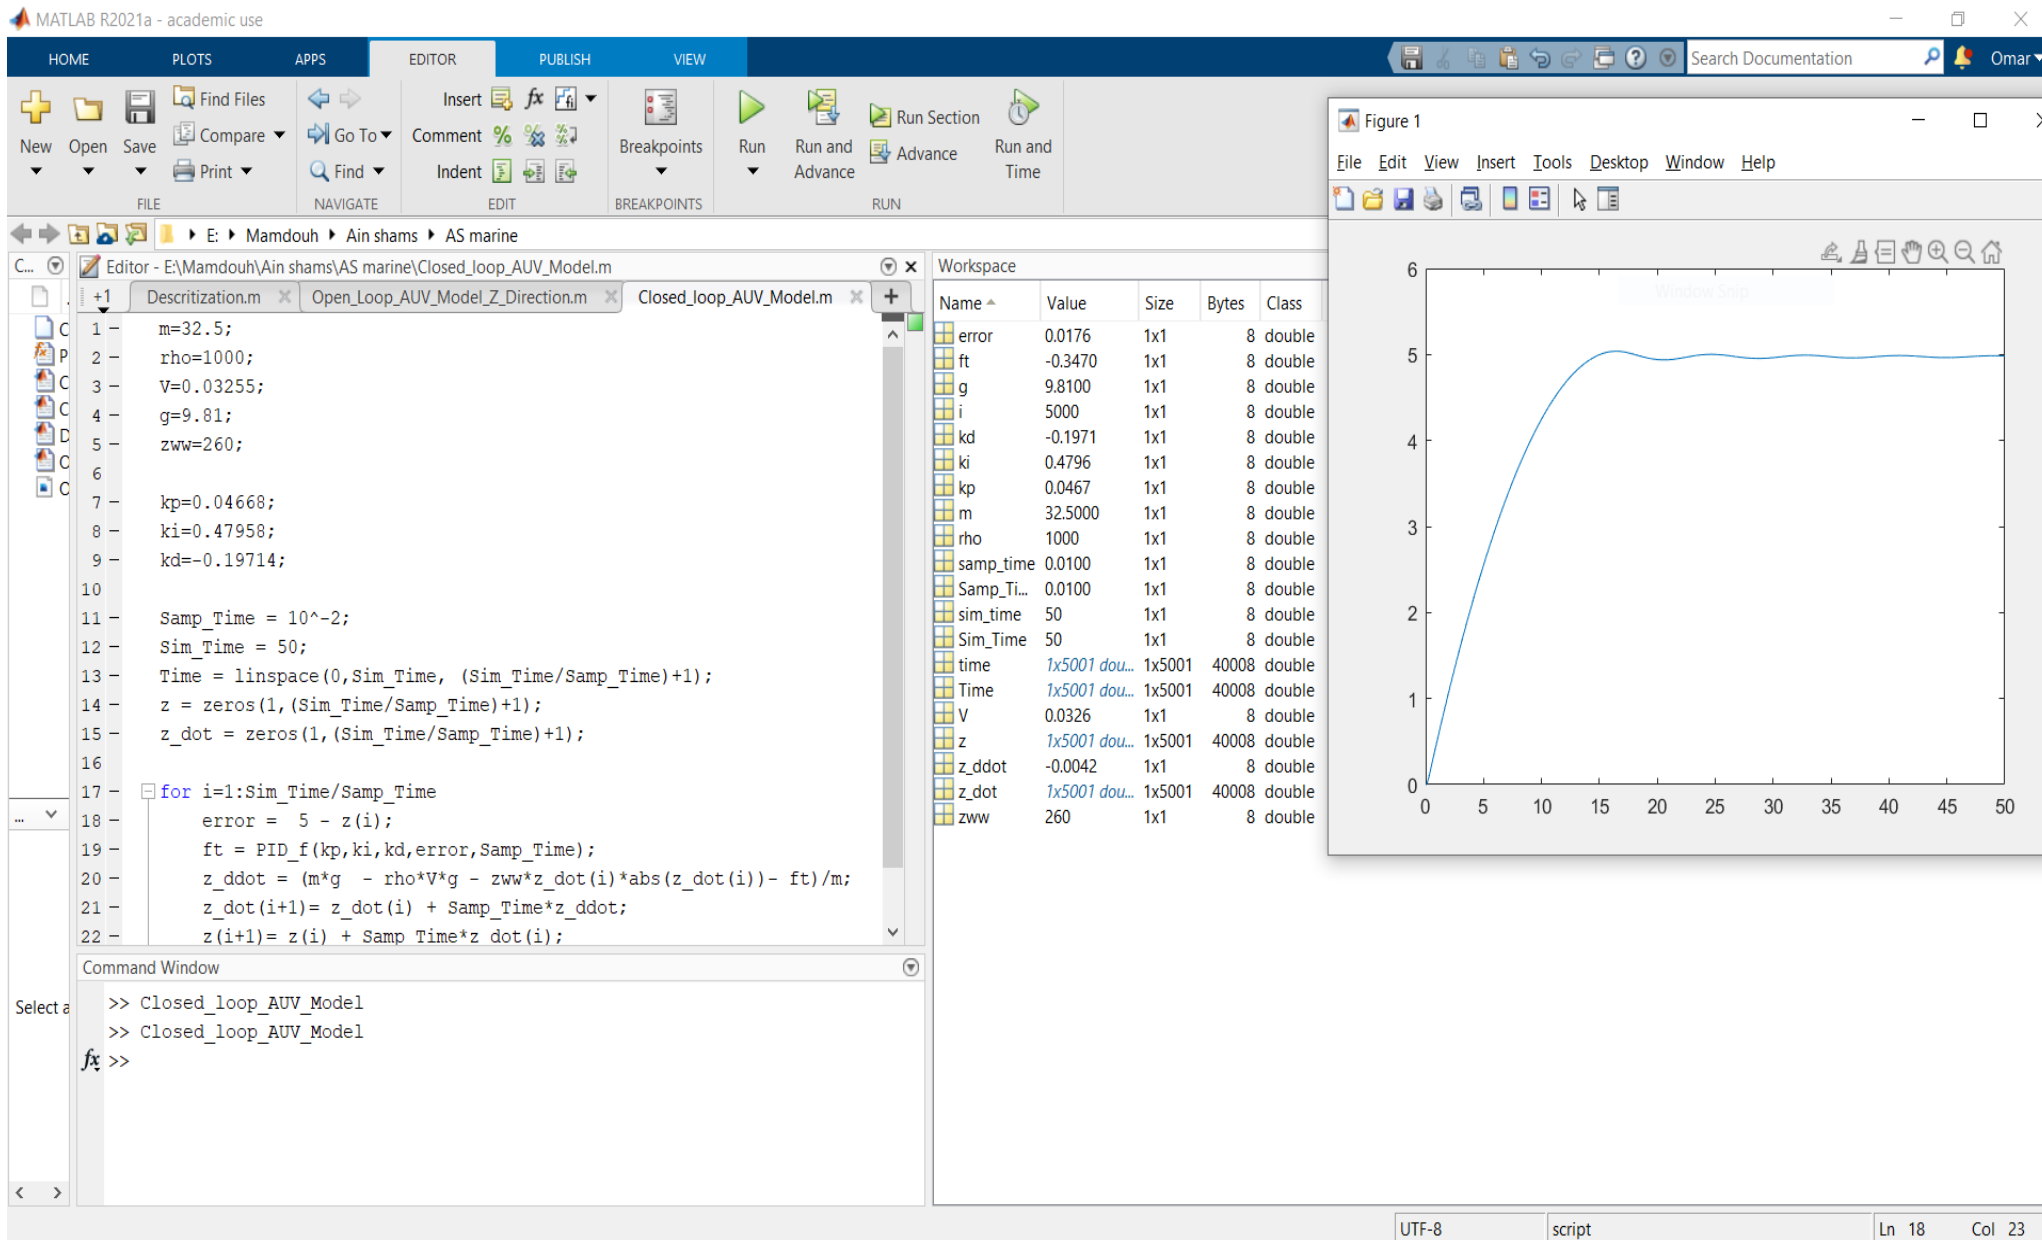 MATLAB R2021a - academic use
HOME PLOTS APPS EDITOR PUBLISH VIEW Search Documentation Omar
New Open Save Find Files Compare Print Go To Find Insert fx Comment Indent Breakpoints Run Run and Advance Run Section Advance Run and Time
FILE NAVIGATE EDIT BREAKPOINTS RUN
E: Mamdouh Ain shams AS marine
C...
Editor - E:\Mamdouh\Ain shams\AS marine\Closed_loop_AUV_Model.m
+1 Descritization.m Open_Loop_AUV_Model_Z_Direction.m Closed_loop_AUV_Model.m +
C
P
C
C
D
O
O
...
Select a
1 m=32.5;
2 rho=1000;
3 V=0.03255;
4 g=9.81;
5 zww=260;
6
7 kp=0.04668;
8 ki=0.47958;
9 kd=-0.19714;
10
11 Samp_Time = 10^-2;
12 Sim_Time = 50;
13 Time = linspace(0,Sim_Time, (Sim_Time/Samp_Time)+1);
14 z = zeros(1,(Sim_Time/Samp_Time)+1);
15 z_dot = zeros(1,(Sim_Time/Samp_Time)+1);
16
17 for i=1:Sim_Time/Samp_Time
18 error =  5 - z(i);
19 ft = PID_f(kp,ki,kd,error,Samp_Time);
20 z_ddot = (m*g  - rho*V*g - zww*z_dot(i)*abs(z_dot(i))- ft)/m;
21 z_dot(i+1)= z_dot(i) + Samp_Time*z_ddot;
22 z(i+1)= z(i) + Samp_Time*z_dot(i);
Command Window
>> Closed_loop_AUV_Model
>> Closed_loop_AUV_Model
fx >>
Workspace
Name Value Size Bytes Class
error 0.0176 1x1 8 double
ft -0.3470 1x1 8 double
g 9.8100 1x1 8 double
i 5000 1x1 8 double
kd -0.1971 1x1 8 double
ki 0.4796 1x1 8 double
kp 0.0467 1x1 8 double
m 32.5000 1x1 8 double
rho 1000 1x1 8 double
samp_time 0.0100 1x1 8 double
Samp_Ti... 0.0100 1x1 8 double
sim_time 50 1x1 8 double
Sim_Time 50 1x1 8 double
time 1x5001 dou... 1x5001 40008 double
Time 1x5001 dou... 1x5001 40008 double
V 0.0326 1x1 8 double
z 1x5001 dou... 1x5001 40008 double
z_ddot -0.0042 1x1 8 double
z_dot 1x5001 dou... 1x5001 40008 double
zww 260 1x1 8 double
Figure 1
File Edit View Insert Tools Desktop Window Help
Window Snip
6
5
4
3
2
1
0
0 5 10 15 20 25 30 35 40 45 50
UTF-8 script Ln 18 Col 23